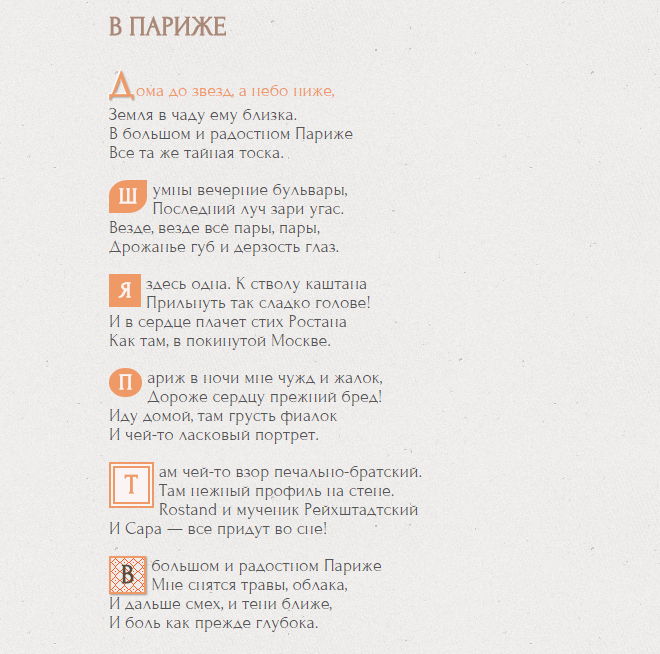 В ПАРИЖЕ
Дома до звезд, а небо ниже,
Земля в чаду ему близка.
В большом и радостном Париже
Все та же тайная тоска.
Шумны вечерние бульвары,
Последний луч зари угас.
Везде, везде всё пары, пары,
Дрожанье губ и дерзость глаз.
Я здесь одна. К стволу каштана
Прильнуть так сладко голове!
И в сердце плачет стих Ростана
Как там, в покинутой Москве.
Париж в ночи мне чужд и жалок,
Дороже сердцу прежний бред!
Иду домой, там грусть фиалок
И чей-то ласковый портрет.
Там чей-то взор печально-братский.
Там нежный профиль на стене.
Rostand и мученик Рейхштадтский
И Сара — все придут во сне!
В большом и радостном Париже
Мне снятся травы, облака,
И дальше смех, и тени ближе,
И боль как прежде глубока.